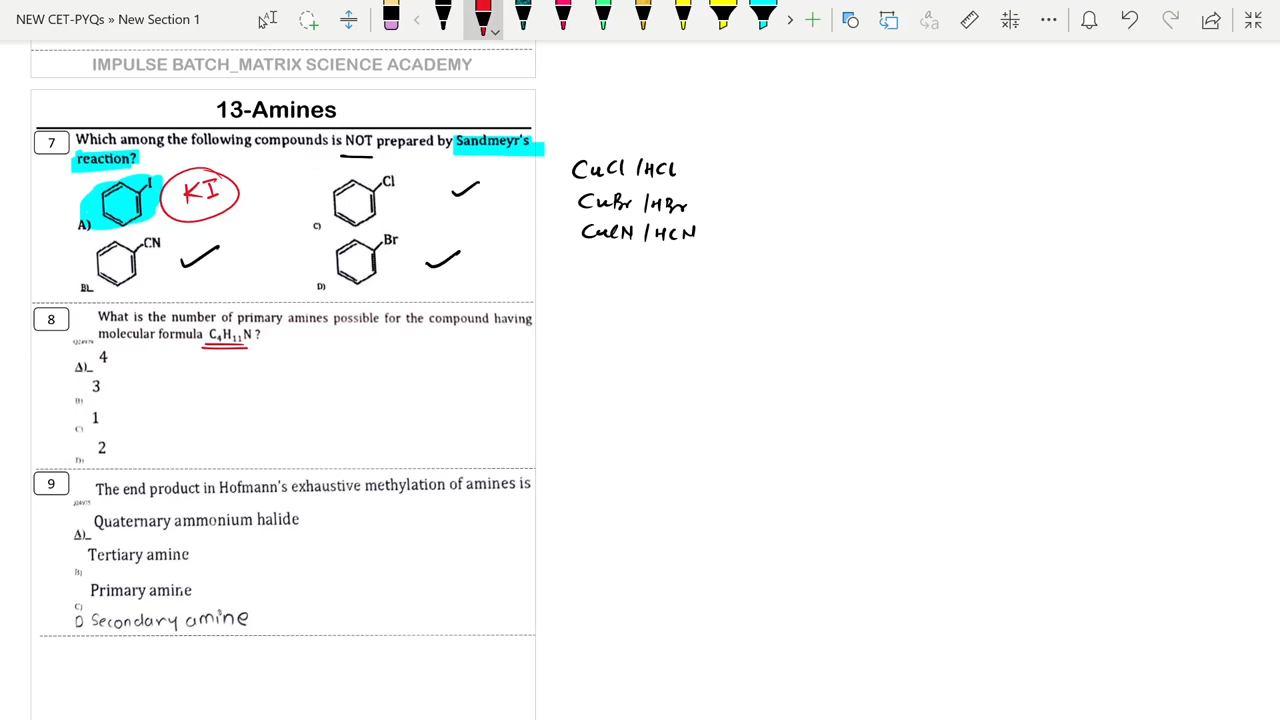 NEW CET-PYQs » New Section 1
IMPULSE BATCH_MATRIX SCIENCE ACADEMY
13-Amines
7
Which among the following compounds is NOT prepared by Sandmeyr's
reaction?
A)
I
KI
C)
Cl
B)
CN
D)
Br
CuCl /HCl
CuBr /HBr
CuCN /HCN
8
What is the number of primary amines possible for the compound having
molecular formula C₄H₁₁N ?
A) 4
B) 3
C) 1
D) 2
9
The end product in Hofmann's exhaustive methylation of amines is
A) Quaternary ammonium halide
B) Tertiary amine
C) Primary amine
D Secondary amine